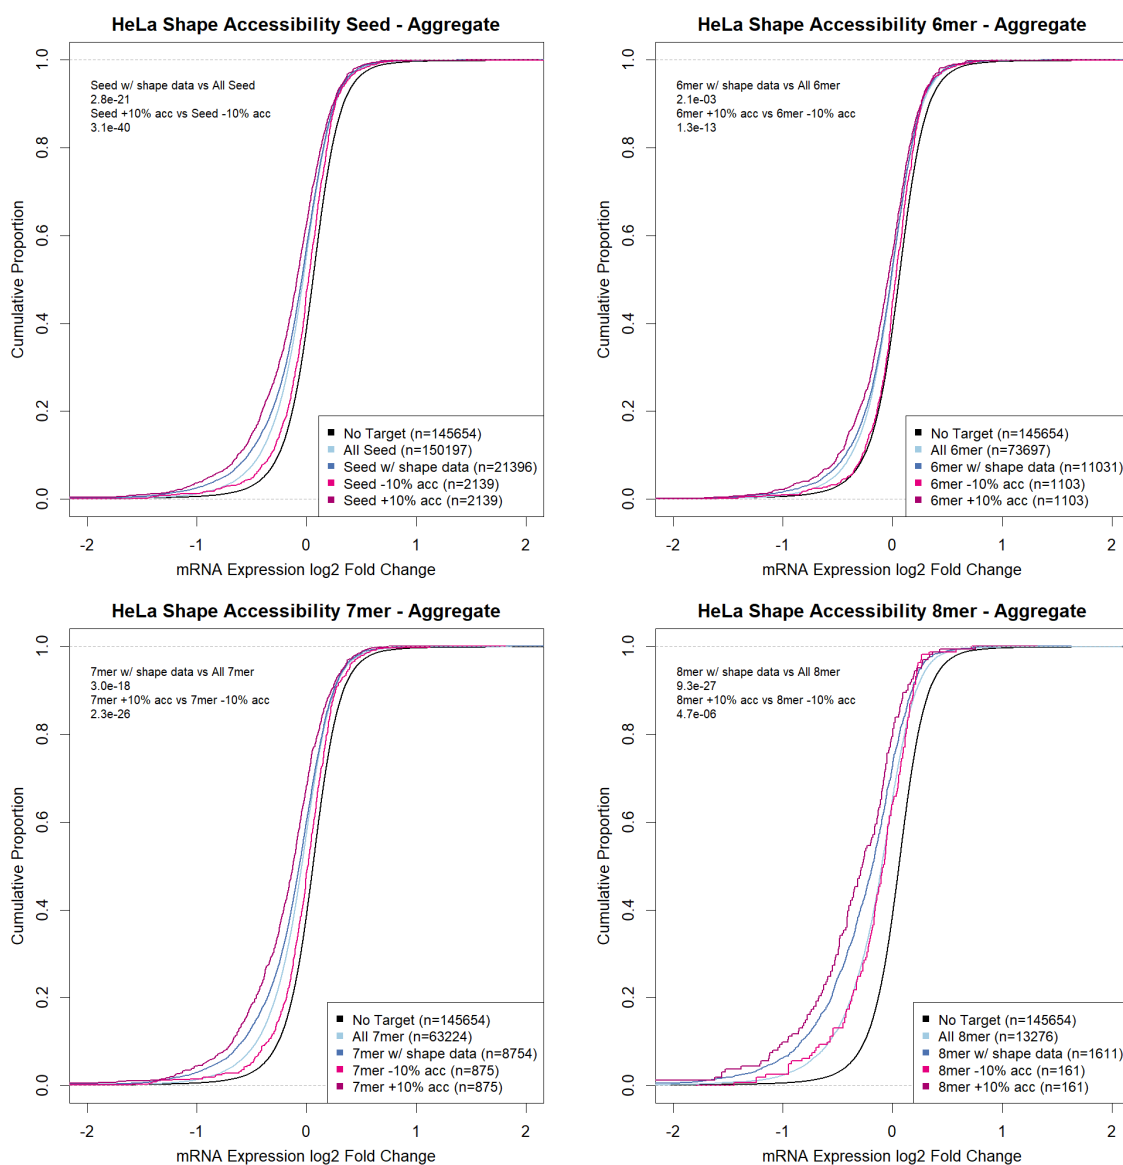 HeLa Shape Accessibility Seed - Aggregate
Seed w/ shape data vs All Seed
2.8e-21
Seed +10% acc vs Seed -10% acc
3.1e-40
Cumulative Proportion
0.0
0.2
0.4
0.6
0.8
1.0
No Target (n=145654)
All Seed (n=150197)
Seed w/ shape data (n=21396)
Seed -10% acc (n=2139)
Seed +10% acc (n=2139)
-2
-1
0
1
2
mRNA Expression log2 Fold Change
HeLa Shape Accessibility 6mer - Aggregate
6mer w/ shape data vs All 6mer
2.1e-03
6mer +10% acc vs 6mer -10% acc
1.3e-13
Cumulative Proportion
0.0
0.2
0.4
0.6
0.8
1.0
No Target (n=145654)
All 6mer (n=73697)
6mer w/ shape data (n=11031)
6mer -10% acc (n=1103)
6mer +10% acc (n=1103)
-2
-1
0
1
2
mRNA Expression log2 Fold Change
HeLa Shape Accessibility 7mer - Aggregate
7mer w/ shape data vs All 7mer
3.0e-18
7mer +10% acc vs 7mer -10% acc
2.3e-26
Cumulative Proportion
0.0
0.2
0.4
0.6
0.8
1.0
No Target (n=145654)
All 7mer (n=63224)
7mer w/ shape data (n=8754)
7mer -10% acc (n=875)
7mer +10% acc (n=875)
-2
-1
0
1
2
mRNA Expression log2 Fold Change
HeLa Shape Accessibility 8mer - Aggregate
8mer w/ shape data vs All 8mer
9.3e-27
8mer +10% acc vs 8mer -10% acc
4.7e-06
Cumulative Proportion
0.0
0.2
0.4
0.6
0.8
1.0
No Target (n=145654)
All 8mer (n=13276)
8mer w/ shape data (n=1611)
8mer -10% acc (n=161)
8mer +10% acc (n=161)
-2
-1
0
1
2
mRNA Expression log2 Fold Change